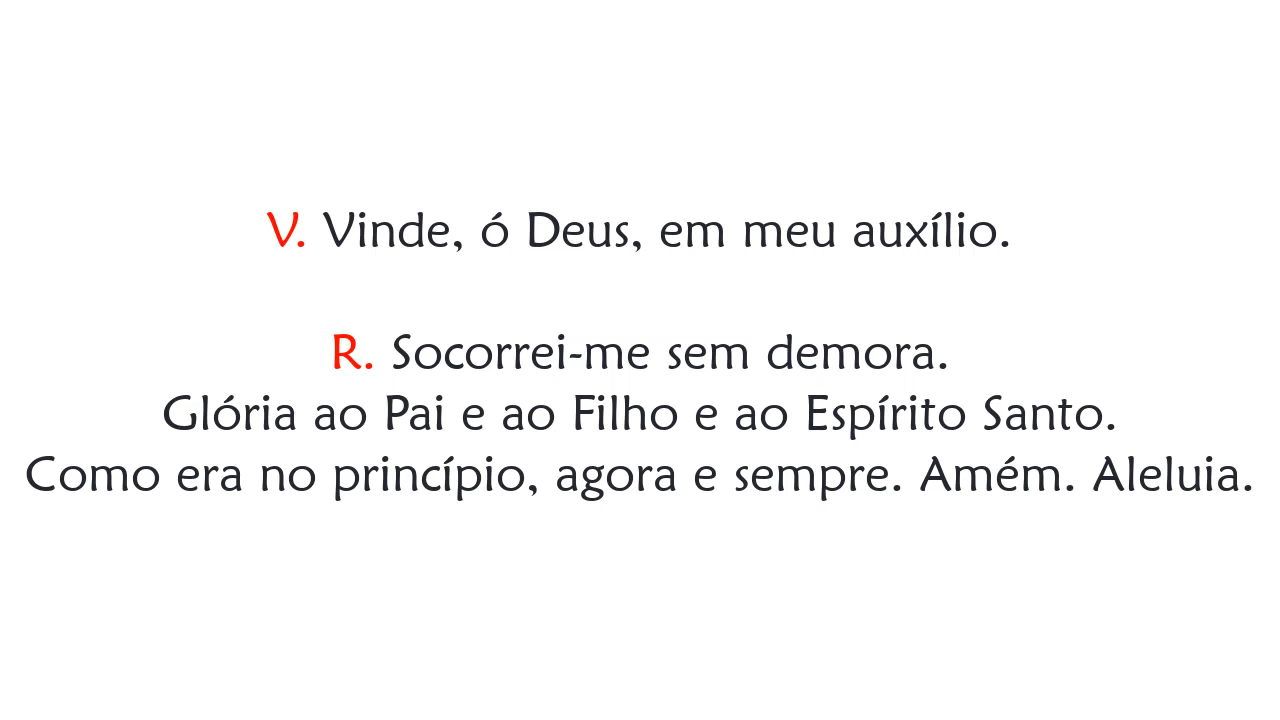 V. Vinde, ó Deus, em meu auxílio.
R. Socorrei-me sem demora.
Glória ao Pai e ao Filho e ao Espírito Santo.
Como era no princípio, agora e sempre. Amém. Aleluia.